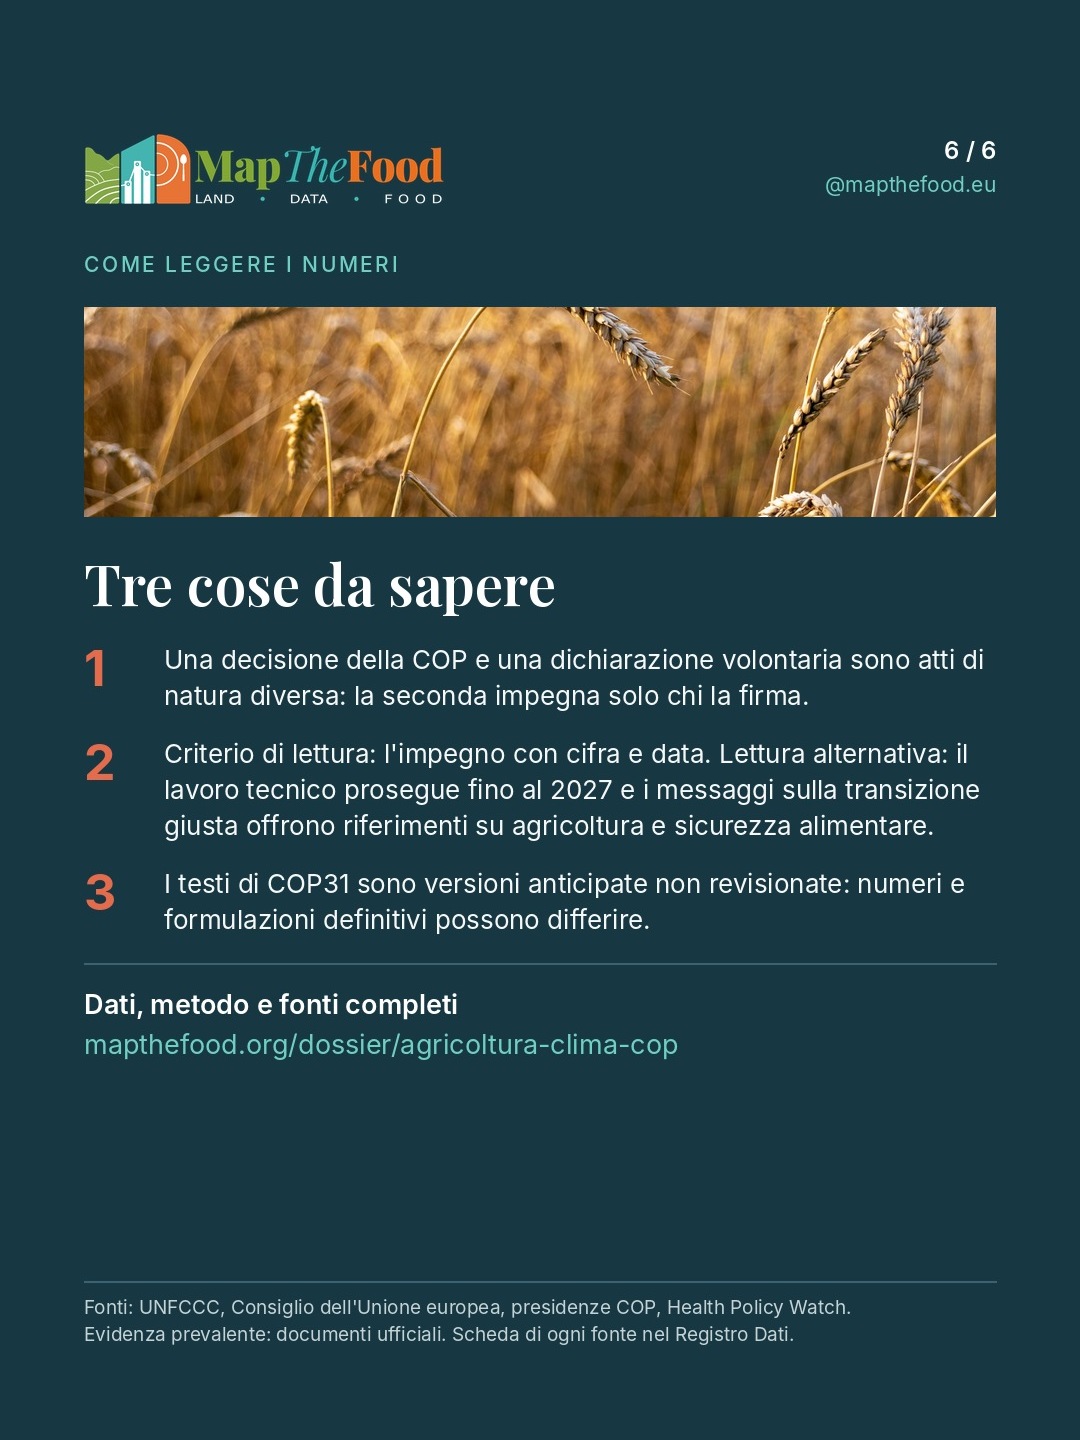 MapTheFood
LAND • DATA • FOOD
6 / 6
@mapthefood.eu
COME LEGGERE I NUMERI
Tre cose da sapere
1 Una decisione della COP e una dichiarazione volontaria sono atti di
natura diversa: la seconda impegna solo chi la firma.
2 Criterio di lettura: l'impegno con cifra e data. Lettura alternativa: il
lavoro tecnico prosegue fino al 2027 e i messaggi sulla transizione
giusta offrono riferimenti su agricoltura e sicurezza alimentare.
3 I testi di COP31 sono versioni anticipate non revisionate: numeri e
formulazioni definitivi possono differire.
Dati, metodo e fonti completi
mapthefood.org/dossier/agricoltura-clima-cop
Fonti: UNFCCC, Consiglio dell'Unione europea, presidenze COP, Health Policy Watch.
Evidenza prevalente: documenti ufficiali. Scheda di ogni fonte nel Registro Dati.